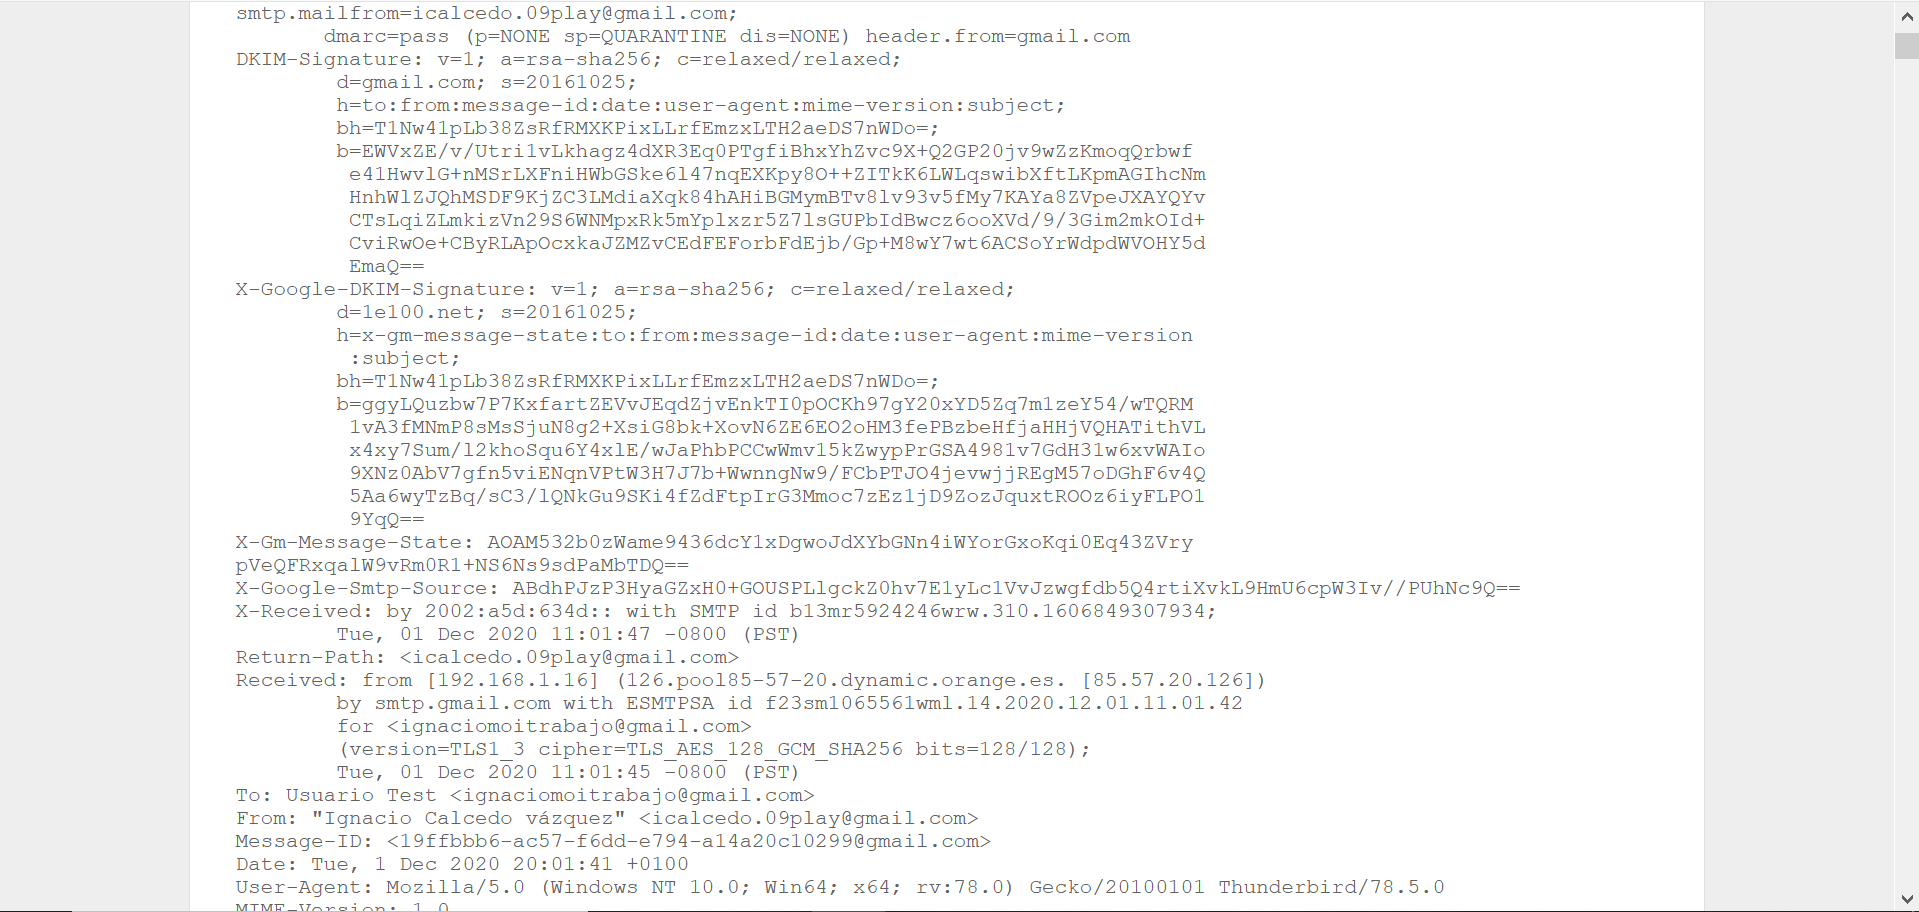 smtp.mailfrom=icalcedo.09play@gmail.com;
dmarc=pass (p=NONE sp=QUARANTINE dis=NONE) header.from=gmail.com
DKIM-Signature: v=1; a=rsa-sha256; c=relaxed/relaxed;
d=gmail.com; s=20161025;
h=to:from:message-id:date:user-agent:mime-version:subject;
bh=T1Nw41pLb38ZsRfRMXKPixLLrfEmzxLTH2aeDS7nWDo=;
b=EWVxZE/v/Utri1vLkhagz4dXR3Eq0PTgfiBhxYhZvc9X+Q2GP20jv9wZzKmoqQrbwf
e41HwvlG+nMSrLXFniHWbGSke6l47nqEXKpy8O++ZITkK6LWLqswibXftLKpmAGIhcNm
HnhWlZJQhMSDF9KjZC3LMdiaXqk84hAHiBGMymBTv8lv93v5fMy7KAYa8ZVpeJXAYQYv
CTsLqiZLmkizVn29S6WNMpxRk5mYplxzr5Z7lsGUPbIdBwcz6ooXVd/9/3Gim2mkOId+
CviRwOe+CByRLApOcxkaJZMZvCEdFEForbFdEjb/Gp+M8wY7wt6ACSoYrWdpdWVOHY5d
EmaQ==
X-Google-DKIM-Signature: v=1; a=rsa-sha256; c=relaxed/relaxed;
d=1e100.net; s=20161025;
h=x-gm-message-state:to:from:message-id:date:user-agent:mime-version
:subject;
bh=T1Nw41pLb38ZsRfRMXKPixLLrfEmzxLTH2aeDS7nWDo=;
b=ggyLQuzbw7P7KxfartZEVvJEqdZjvEnkTI0pOCKh97gY20xYD5Zq7m1zeY54/wTQRM
1vA3fMNmP8sMsSjuN8g2+XsiG8bk+XovN6ZE6EO2oHM3fePBzbeHfjaHHjVQHATithVL
x4xy7Sum/l2khoSqu6Y4xlE/wJaPhbPCCwWmv15kZwypPrGSA4981v7GdH31w6xvWAIo
9XNz0AbV7gfn5viENqnVPtW3H7J7b+WwnngNw9/FCbPTJO4jevwjjREgM57oDGhF6v4Q
5Aa6wyTzBq/sC3/lQNkGu9SKi4fZdFtpIrG3Mmoc7zEz1jD9ZozJquxtROOz6iyFLPO1
9YqQ==
X-Gm-Message-State: AOAM532b0zWame9436dcY1xDgwoJdXYbGNn4iWYorGxoKqi0Eq43ZVry
pVeQFRxqalW9vRm0R1+NS6Ns9sdPaMbTDQ==
X-Google-Smtp-Source: ABdhPJzP3HyaGZxH0+GOUSPLlgckZ0hv7E1yLc1VvJzwgfdb5Q4rtiXvkL9HmU6cpW3Iv//PUhNc9Q==
X-Received: by 2002:a5d:634d:: with SMTP id b13mr5924246wrw.310.1606849307934;
Tue, 01 Dec 2020 11:01:47 -0800 (PST)
Return-Path: <icalcedo.09play@gmail.com>
Received: from [192.168.1.16] (126.pool85-57-20.dynamic.orange.es. [85.57.20.126])
by smtp.gmail.com with ESMTPSA id f23sm1065561wml.14.2020.12.01.11.01.42
for <ignaciomoitrabajo@gmail.com>
(version=TLS1_3 cipher=TLS_AES_128_GCM_SHA256 bits=128/128);
Tue, 01 Dec 2020 11:01:45 -0800 (PST)
To: Usuario Test <ignaciomoitrabajo@gmail.com>
From: "Ignacio Calcedo vázquez" <icalcedo.09play@gmail.com>
Message-ID: <19ffbbb6-ac57-f6dd-e794-a14a20c10299@gmail.com>
Date: Tue, 1 Dec 2020 20:01:41 +0100
User-Agent: Mozilla/5.0 (Windows NT 10.0; Win64; x64; rv:78.0) Gecko/20100101 Thunderbird/78.5.0
MIME-Version: 1.0